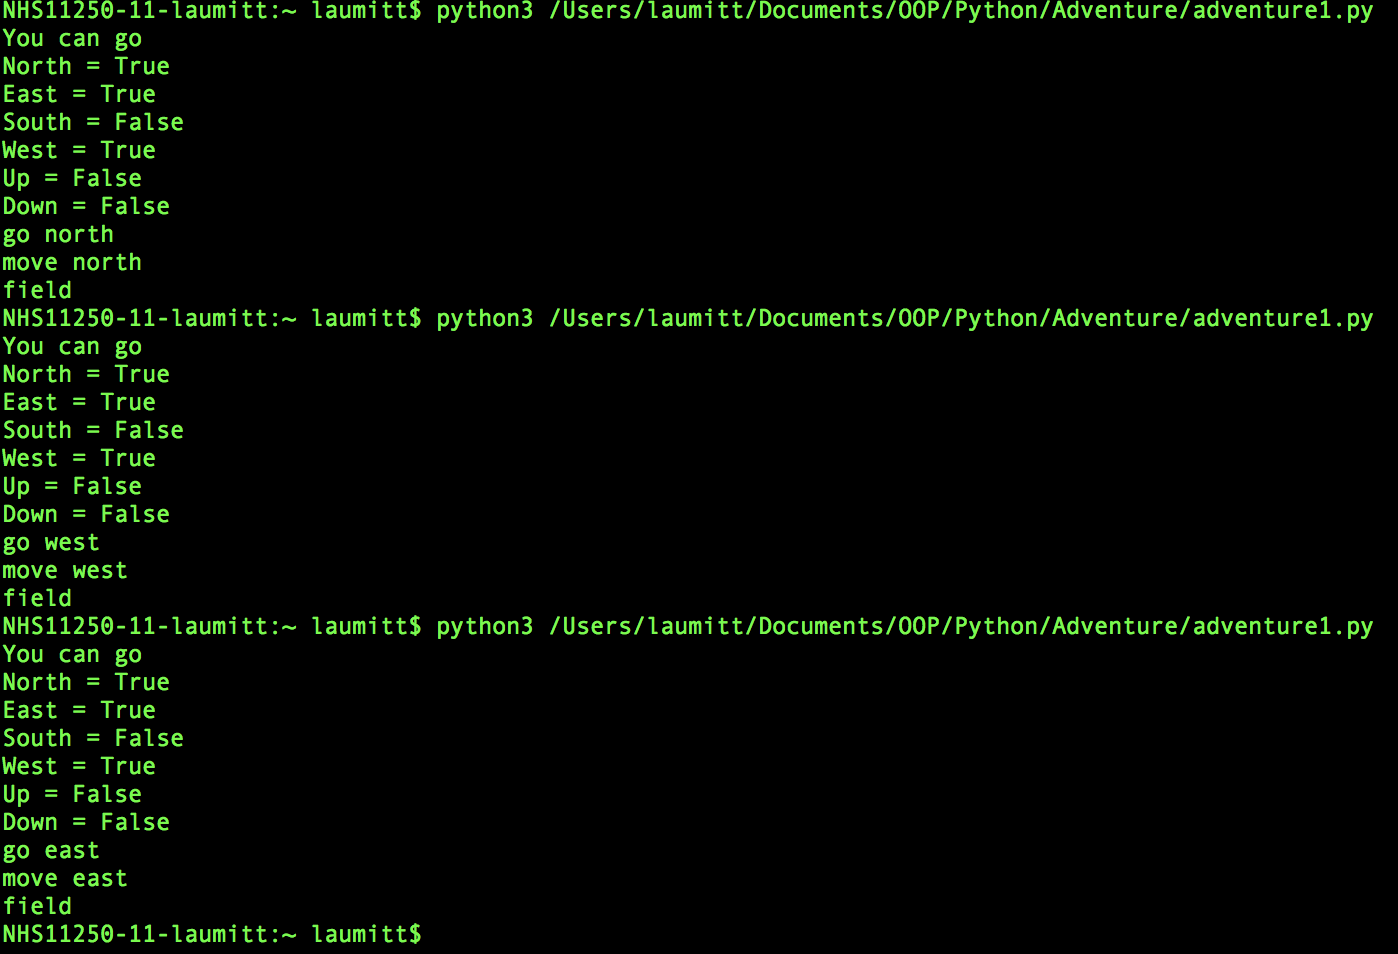 NHS11250-11-laumitt:~ laumitt$ python3 /Users/laumitt/Documents/OOP/Python/Adventure/adventure1.py
You can go
North = True
East = True
South = False
West = True
Up = False
Down = False
go north
move north
field
NHS11250-11-laumitt:~ laumitt$ python3 /Users/laumitt/Documents/OOP/Python/Adventure/adventure1.py
You can go
North = True
East = True
South = False
West = True
Up = False
Down = False
go west
move west
field
NHS11250-11-laumitt:~ laumitt$ python3 /Users/laumitt/Documents/OOP/Python/Adventure/adventure1.py
You can go
North = True
East = True
South = False
West = True
Up = False
Down = False
go east
move east
field
NHS11250-11-laumitt:~ laumitt$